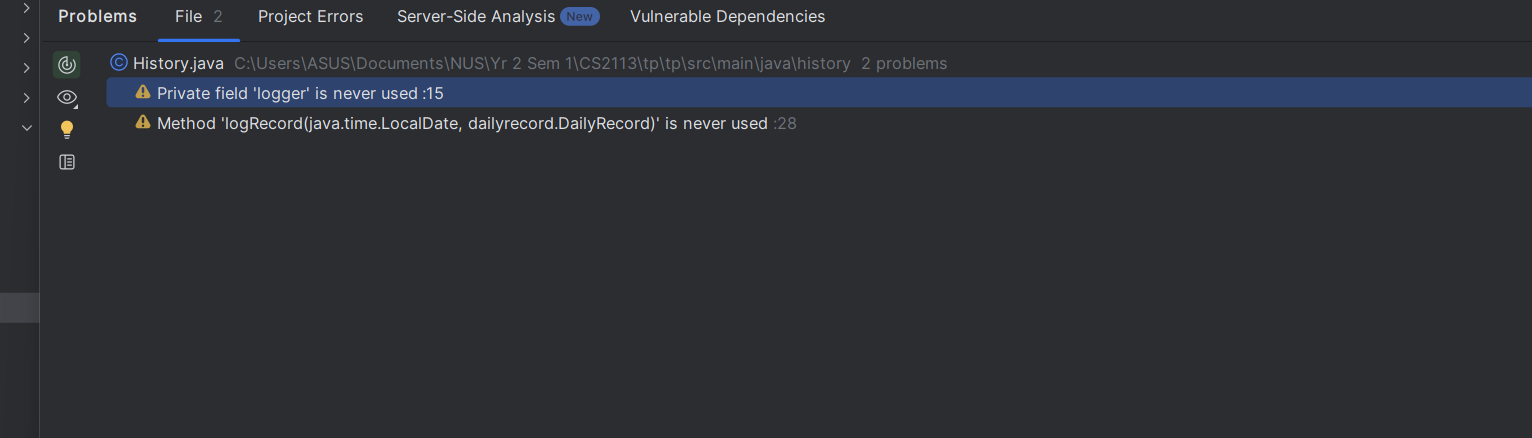 Problems File 2 Project Errors Server-Side Analysis New Vulnerable Dependencies
C History.java C:\Users\ASUS\Documents\NUS\Yr 2 Sem 1\CS2113\tp\tp\src\main\java\history 2 problems
Private field 'logger' is never used :15
Method 'logRecord(java.time.LocalDate, dailyrecord.DailyRecord)' is never used :28